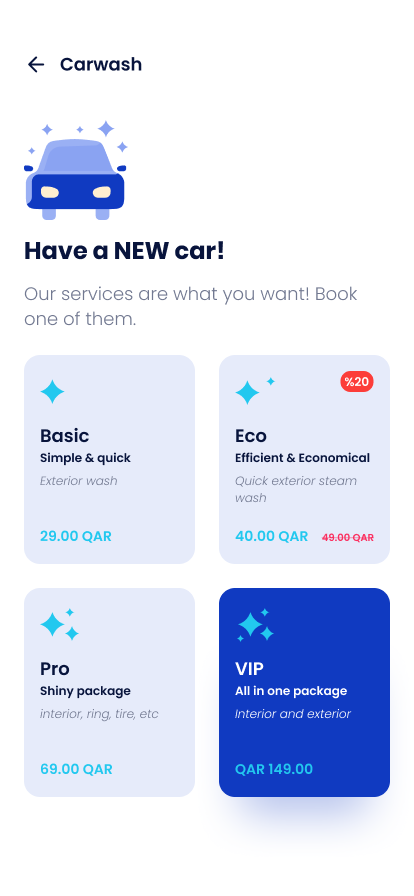 Carwash
Have a NEW car!
Our services are what you want! Book
one of them.
Basic
Simple & quick
Exterior wash
29.00 QAR
%20
Eco
Efficient & Economical
Quick exterior steam
wash
40.00 QAR 49.00 QAR
Pro
Shiny package
interior, ring, tire, etc
69.00 QAR
VIP
All in one package
Interior and exterior
QAR 149.00